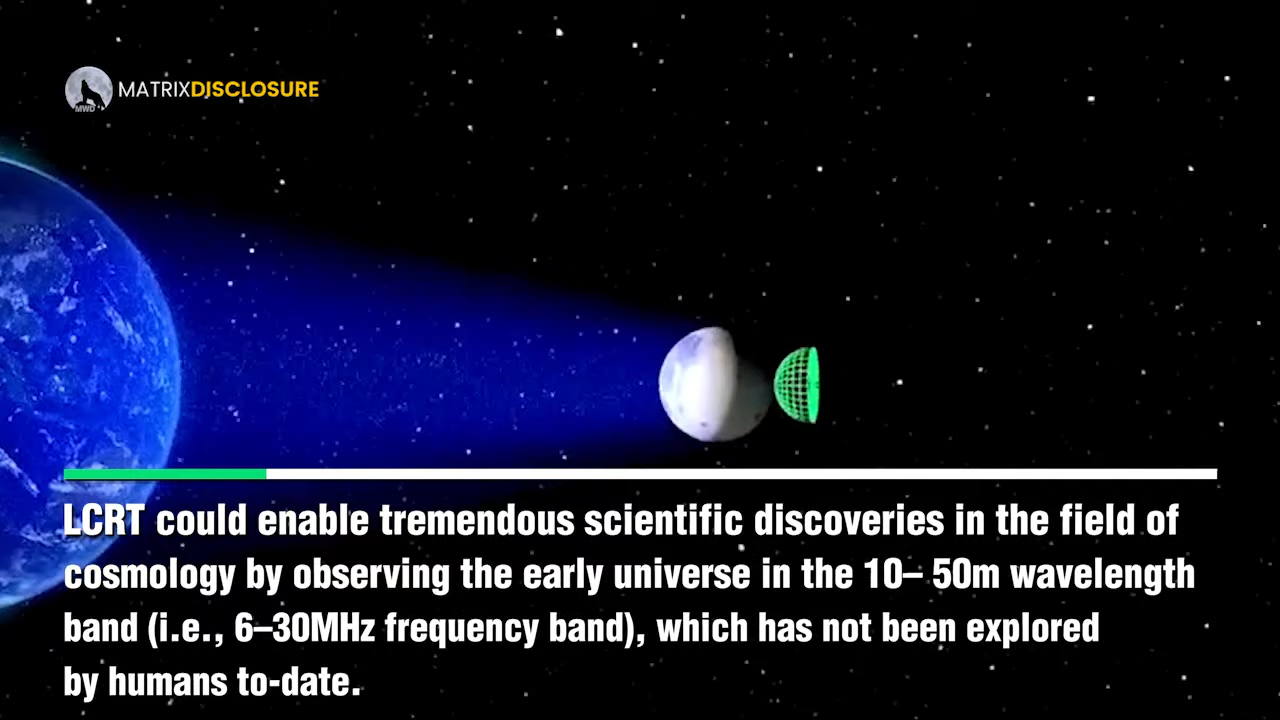 MWD
MATRIXDISCLOSURE
LCRT could enable tremendous scientific discoveries in the field of
cosmology by observing the early universe in the 10– 50m wavelength
band (i.e., 6–30MHz frequency band), which has not been explored
by humans to-date.